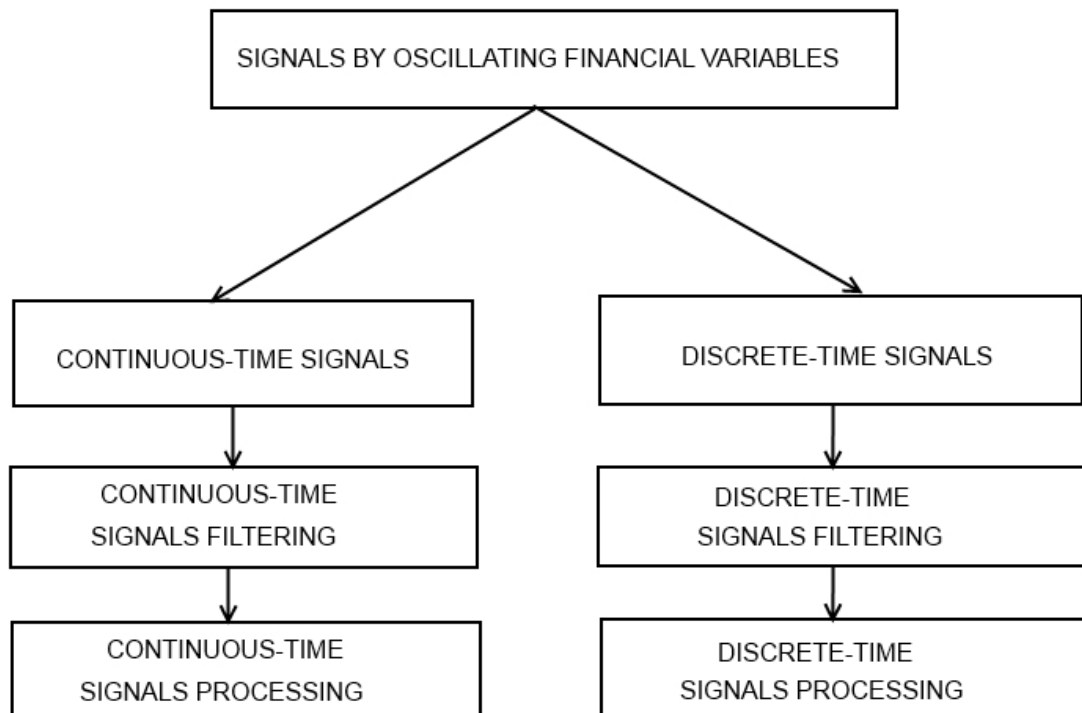 SIGNALS BY OSCILLATING FINANCIAL VARIABLES
CONTINUOUS-TIME SIGNALS
DISCRETE-TIME SIGNALS
CONTINUOUS-TIME
SIGNALS FILTERING
DISCRETE-TIME
SIGNALS FILTERING
CONTINUOUS-TIME
SIGNALS PROCESSING
DISCRETE-TIME
SIGNALS PROCESSING